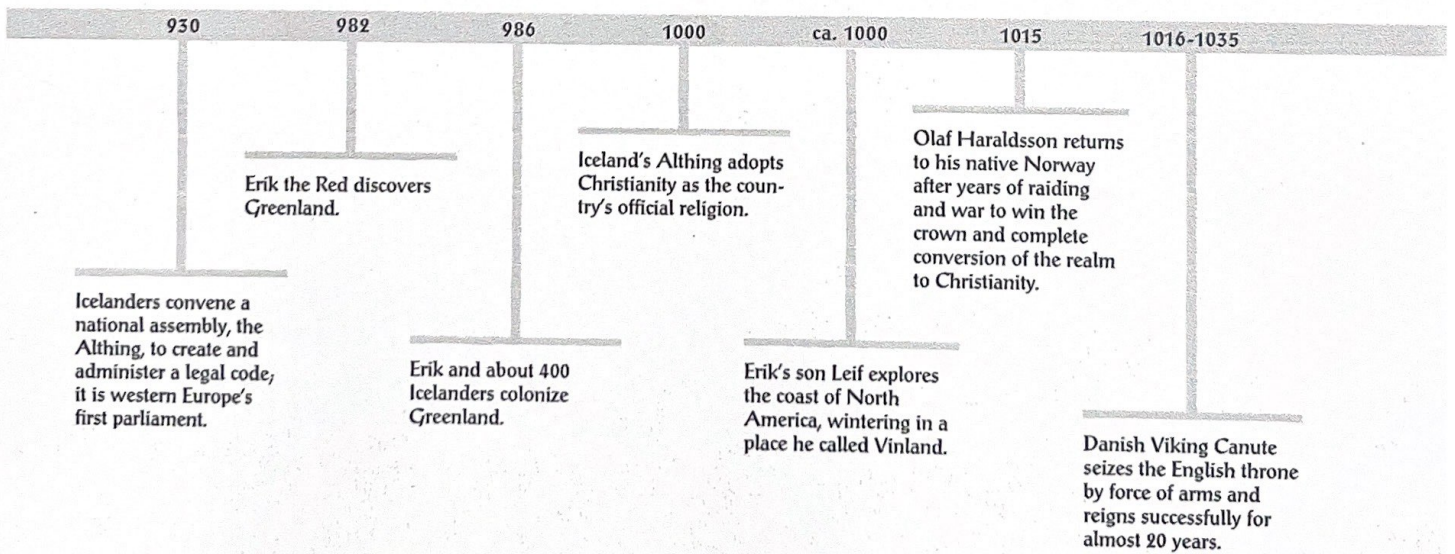 930
982
986
1000
ca. 1000
1015
1016-1035
Icelanders convene a
national assembly, the
Althing, to create and
administer a legal code;
it is western Europe's
first parliament.
Erik the Red discovers
Greenland.
Erik and about 400
Icelanders colonize
Greenland.
Iceland's Althing adopts
Christianity as the coun-
try's official religion.
Erik's son Leif explores
the coast of North
America, wintering in a
place he called Vinland.
Olaf Haraldsson returns
to his native Norway
after years of raiding
and war to win the
crown and complete
conversion of the realm
to Christianity.
Danish Viking Canute
seizes the English throne
by force of arms and
reigns successfully for
almost 20 years.